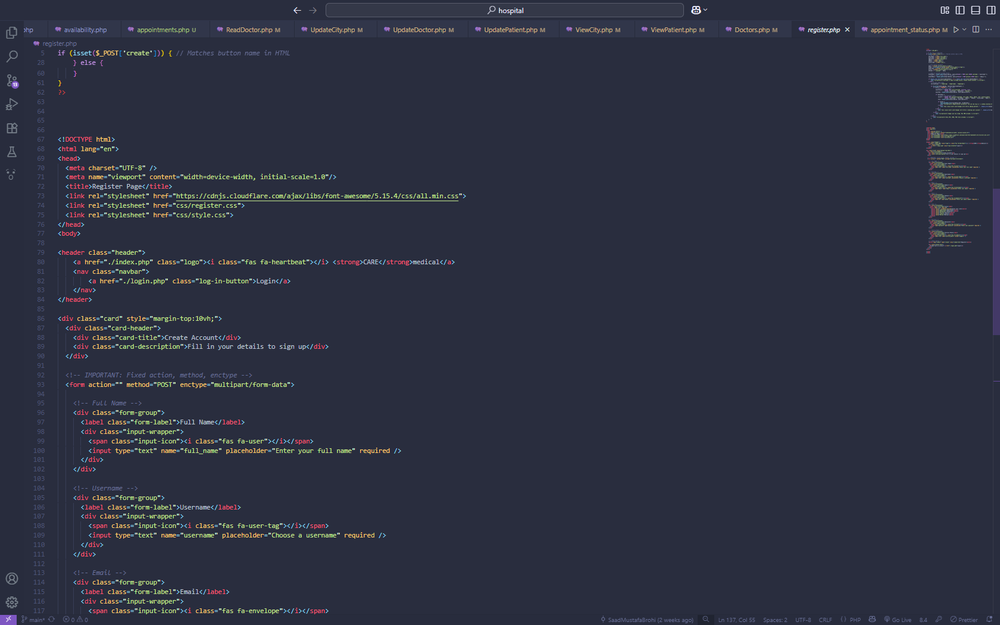 hospital
php
availability.php
appointments.php U
ReadDoctor.php M
UpdateCity.php M
UpdateDoctor.php M
UpdatePatient.php M
ViewCity.php M
ViewPatient.php M
Doctors.php M
register.php
appointment_status.php M
register.php
5 if (isset($_POST['create'])) { // Matches button name in HTML
28 } else {
60 }
61 }
62 ?>
63
64
65
66
67 <!DOCTYPE html>
68 <html lang="en">
69 <head>
70 <meta charset="UTF-8" />
71 <meta name="viewport" content="width=device-width, initial-scale=1.0"/>
72 <title>Register Page</title>
73 <link rel="stylesheet" href="https://cdnjs.cloudflare.com/ajax/libs/font-awesome/5.15.4/css/all.min.css">
74 <link rel="stylesheet" href="css/register.css">
75 <link rel="stylesheet" href="css/style.css">
76 </head>
77 <body>
78
79 <header class="header">
80 <a href="./index.php" class="logo"><i class="fas fa-heartbeat"></i> <strong>CARE</strong>medical</a>
81 <nav class="navbar">
82 <a href="./login.php" class="log-in-button">Login</a>
83 </nav>
84 </header>
85
86 <div class="card" style="margin-top:10vh;">
87 <div class="card-header">
88 <div class="card-title">Create Account</div>
89 <div class="card-description">Fill in your details to sign up</div>
90 </div>
91
92 <!-- IMPORTANT: Fixed action, method, enctype -->
93 <form action="" method="POST" enctype="multipart/form-data">
94
95 <!-- Full Name -->
96 <div class="form-group">
97 <label class="form-label">Full Name</label>
98 <div class="input-wrapper">
99 <span class="input-icon"><i class="fas fa-user"></i></span>
100 <input type="text" name="full_name" placeholder="Enter your full name" required />
101 </div>
102 </div>
103
104 <!-- Username -->
105 <div class="form-group">
106 <label class="form-label">Username</label>
107 <div class="input-wrapper">
108 <span class="input-icon"><i class="fas fa-user-tag"></i></span>
109 <input type="text" name="username" placeholder="Choose a username" required />
110 </div>
111 </div>
112
113 <!-- Email -->
114 <div class="form-group">
115 <label class="form-label">Email</label>
116 <div class="input-wrapper">
117 <span class="input-icon"><i class="fas fa-envelope"></i></span>
13
main* 0 0 SaadMustafaBrohi (2 weeks ago) Ln 137, Col 55 Spaces: 2 UTF-8 CRLF {} PHP Go Live 8.4 Prettier